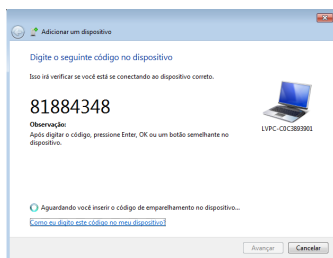 Adicionar um dispositivo
Digite o seguinte código no dispositivo
Isso irá verificar se você está se conectando ao dispositivo correto.
81884348
Observação:
Após digitar o código, pressione Enter, OK ou um botão semelhante no
dispositivo.
LVPC-C0C3B93901
Aguardando você inserir o código de emparelhamento no dispositivo...
Como eu digito este código no meu dispositivo?
Avançar
Cancelar